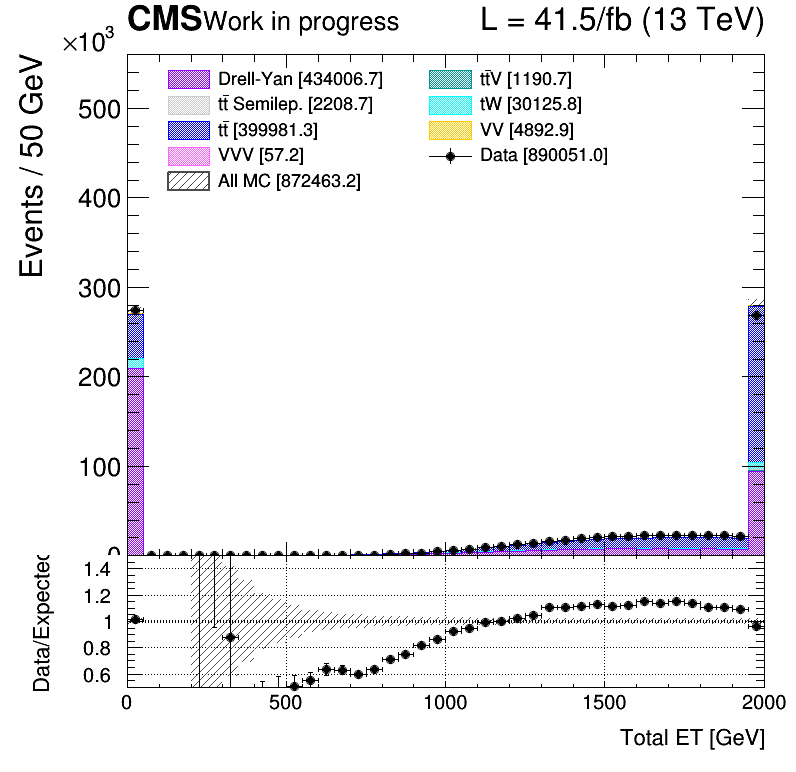 CMS Work in progress L = 41.5/fb (13 TeV)
×10³
Events / 50 GeV
Drell-Yan [434006.7] tt̄V [1190.7]
tt̄ Semilep. [2208.7] tW [30125.8]
tt̄ [399981.3] VV [4892.9]
VVV [57.2] Data [890051.0]
All MC [872463.2]
500
400
300
200
100
0
Data/Expected
1.4
1.2
1
0.8
0.6
0 500 1000 1500 2000
Total ET [GeV]